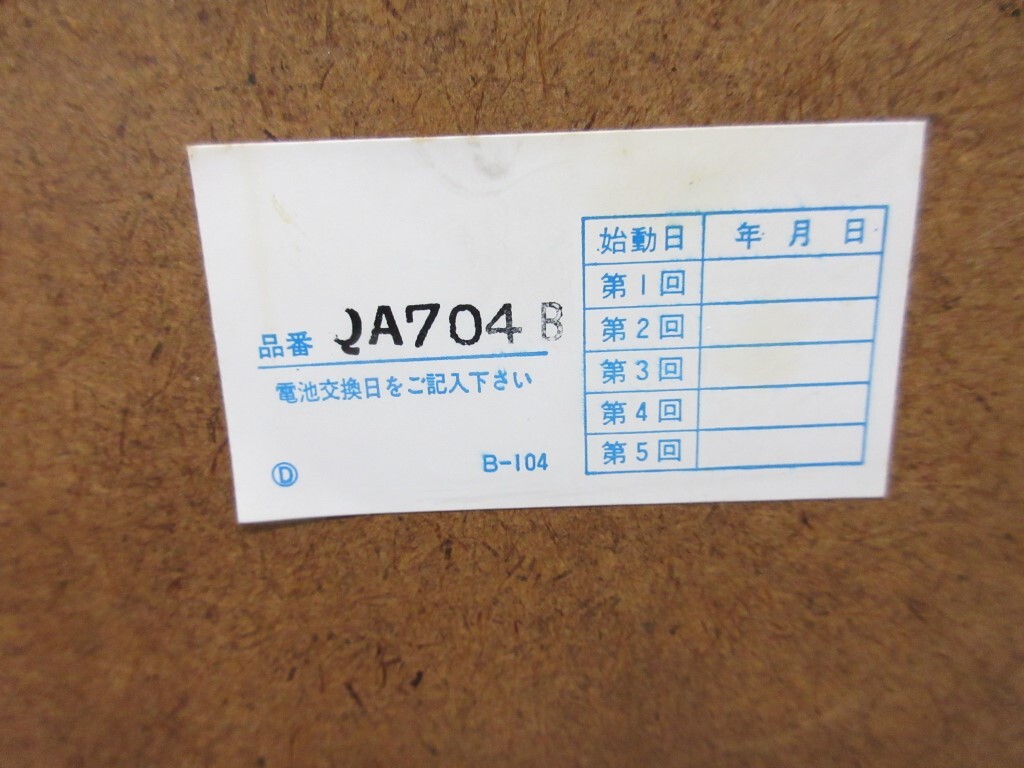 品番 QA704 B
電池交換日をご記入下さい
D
B-104
始動日 年 月 日
第1回
第2回
第3回
第4回
第5回